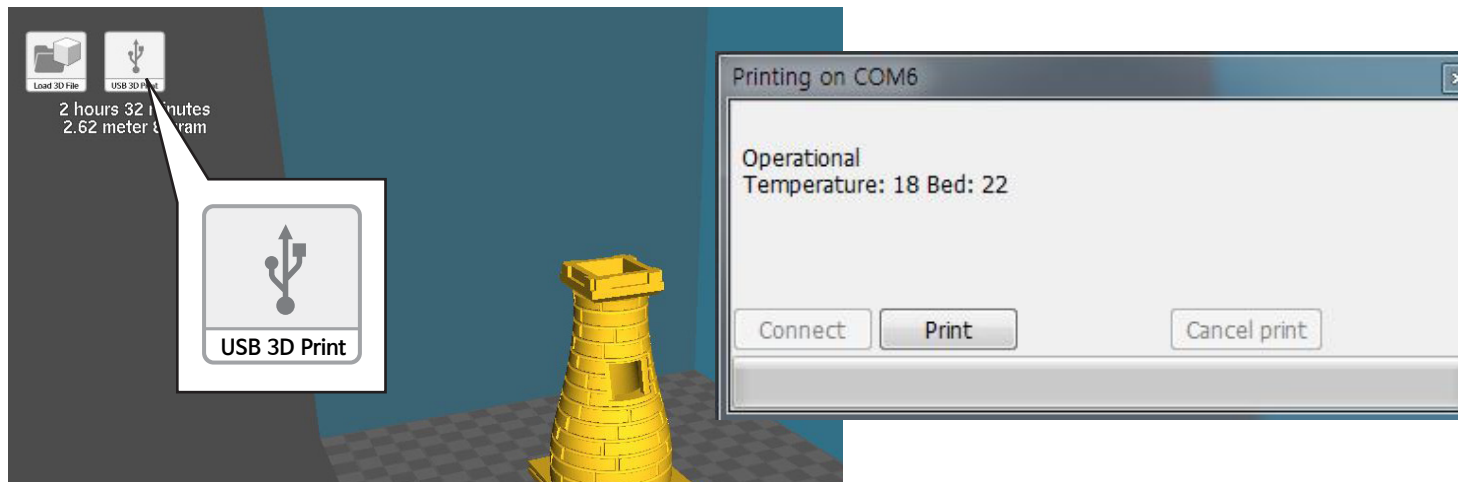 Load 3D File
USB 3D
2 hours 32
2.62 meter
USB 3D Print
Printing on COM6
Operational
Temperature: 18 Bed: 22
Connect
Print
Cancel print